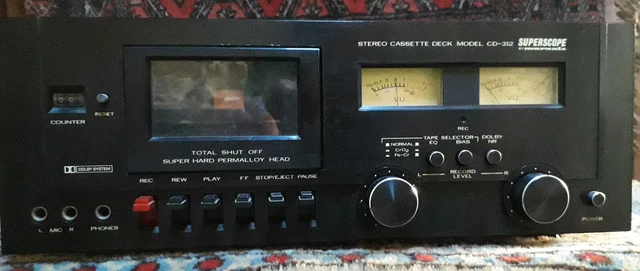 STEREO CASSETTE DECK MODEL CD-312 SUPERSCOPE
COUNTER
RESET
VU
VU
REC
TOTAL SHUT OFF
SUPER HARD PERMALLOY HEAD
DOLBY SYSTEM
NORMAL
CrO2
Fe-Cr
TAPE SELECTOR
EQ BIAS
DOLBY
NR
RECORD
LEVEL
R
REC REW PLAY FF STOP/EJECT PAUSE
L MIC R PHONES
POWER